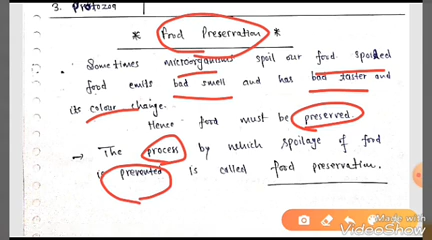 3. Protozoa
* Food Preservation *
• Sometimes microorganisms spoil our food. Spoiled
food emits bad smell and has bad taster and
its colour change.
Hence food must be preserved.
→ The process by which spoilage of food
is prevented is called food preservation.
Made with
VideoShow